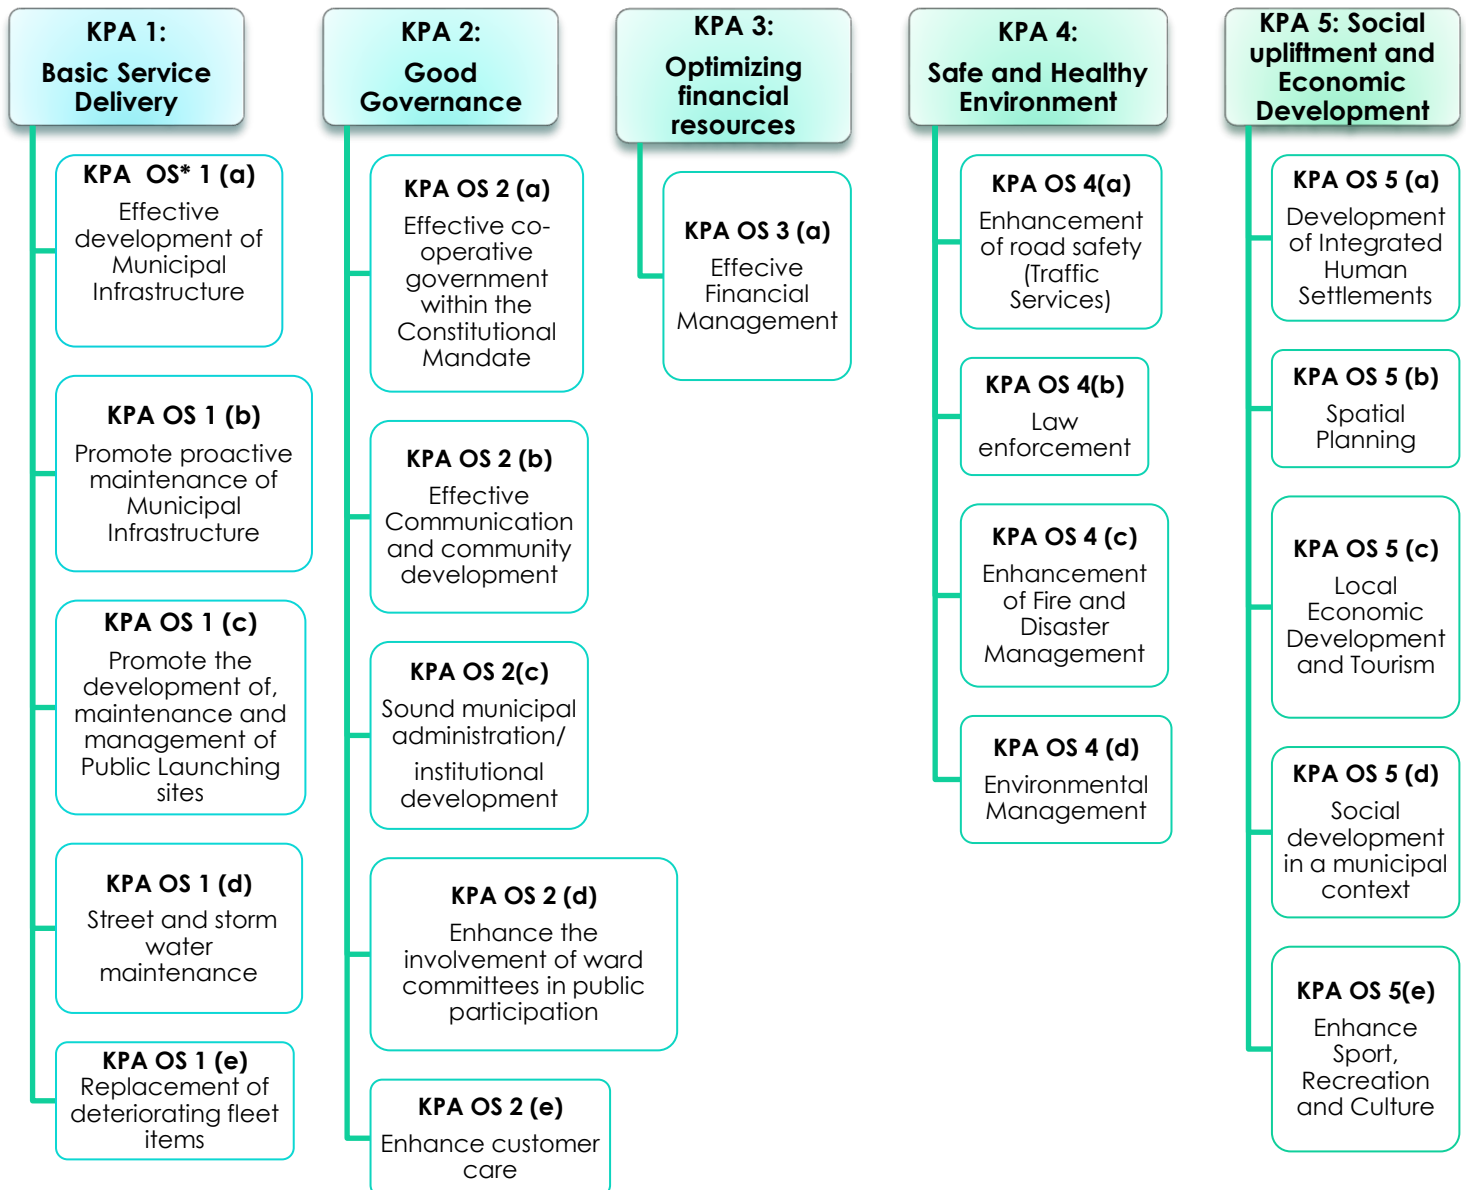 KPA 1:
Basic Service
Delivery
KPA  OS* 1 (a)
Effective
development of
Municipal
Infrastructure
KPA OS 1 (b)
Promote proactive
maintenance of
Municipal
Infrastructure
KPA OS 1 (c)
Promote the
development of,
maintenance and
management of
Public Launching
sites
KPA OS 1 (d)
Street and storm
water
maintenance
KPA OS 1 (e)
Replacement of
deteriorating fleet
items
KPA 2:
Good
Governance
KPA OS 2 (a)
Effective co-
operative
government
within the
Constitutional
Mandate
KPA OS 2 (b)
Effective
Communication
and community
development
KPA OS 2(c)
Sound municipal
administration/
institutional
development
KPA OS 2 (d)
Enhance the
involvement of ward
committees in public
participation
KPA OS 2 (e)
Enhance customer
care
KPA 3:
Optimizing
financial
resources
KPA OS 3 (a)
Effecive
Financial
Management
KPA 4:
Safe and Healthy
Environment
KPA OS 4(a)
Enhancement
of road safety
(Traffic
Services)
KPA OS 4(b)
Law
enforcement
KPA OS 4 (c)
Enhancement
of Fire and
Disaster
Management
KPA OS 4 (d)
Environmental
Management
KPA 5: Social
upliftment and
Economic
Development
KPA OS 5 (a)
Development
of Integrated
Human
Settlements
KPA OS 5 (b)
Spatial
Planning
KPA OS 5 (c)
Local
Economic
Development
and Tourism
KPA OS 5 (d)
Social
development
in a municipal
context
KPA OS 5(e)
Enhance
Sport,
Recreation
and Culture